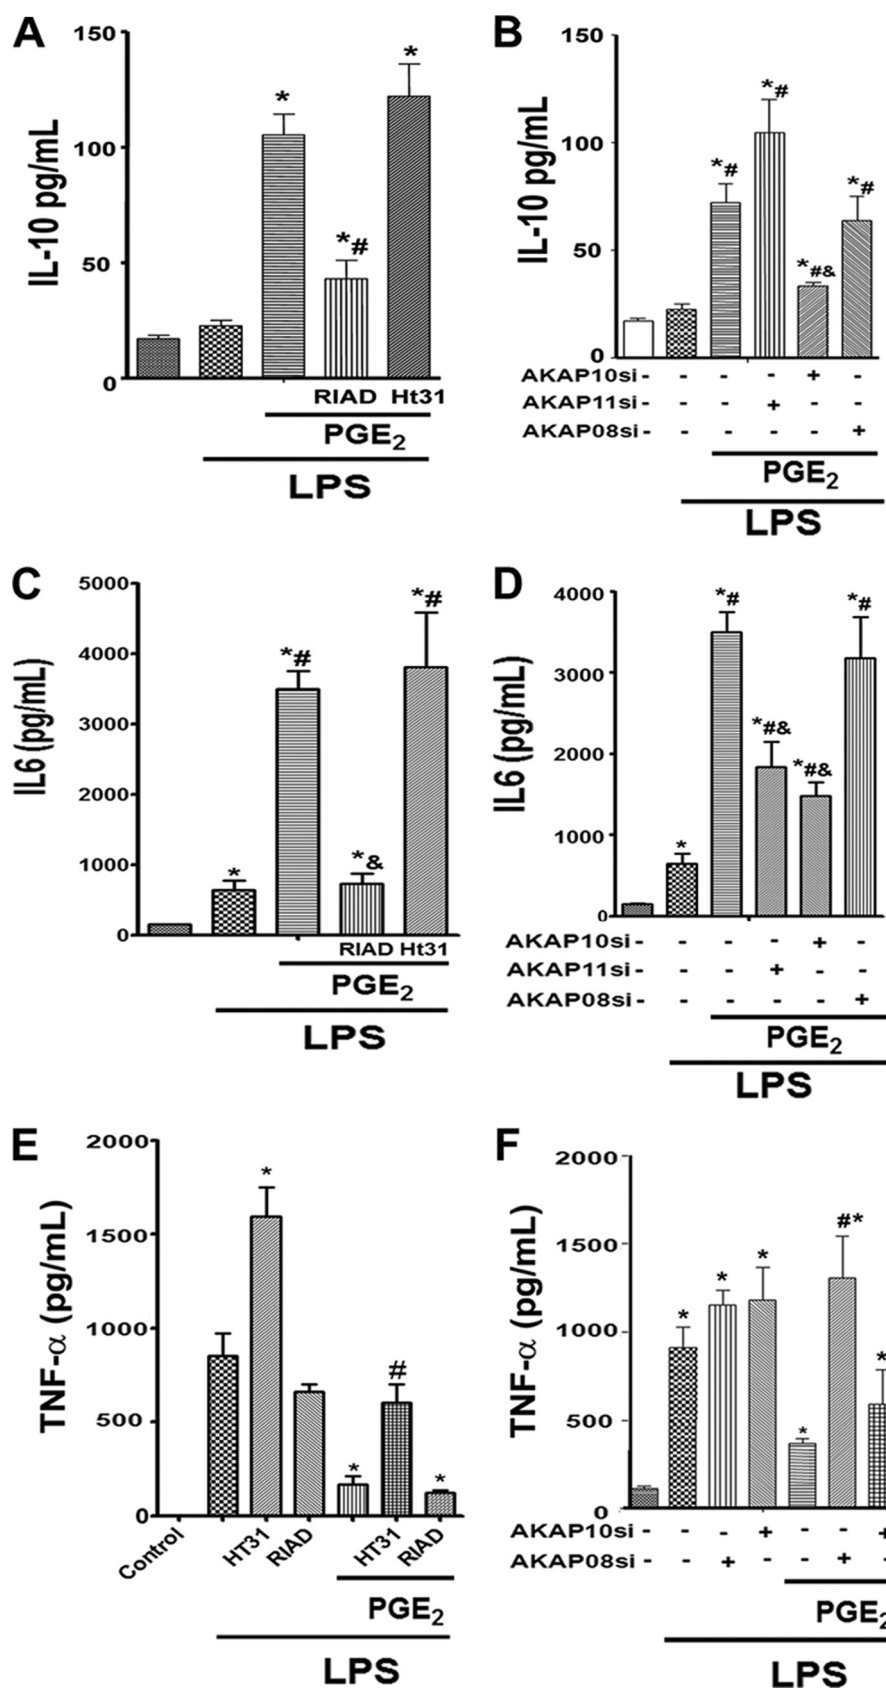 A
IL-10 pg/mL
150
100
50
0
*
*#
*
RIAD Ht31
PGE2
LPS
B
IL-10 pg/mL
150
100
50
0
*#
*#
*#&
*#
AKAP10si - - - - + -
AKAP11si - - - + - -
AKAP08si - - - - - +
PGE2
LPS
C
IL6 (pg/mL)
5000
4000
3000
2000
1000
0
*
*#
*&
*#
RIAD Ht31
PGE2
LPS
D
IL6 (pg/mL)
4000
3000
2000
1000
0
*
*#
*#&
*#&
*#
AKAP10si - - - - + -
AKAP11si - - - + - -
AKAP08si - - - - - +
PGE2
LPS
E
TNF-α (pg/mL)
2000
1500
1000
500
0
*
*
#
*
Control
HT31
RIAD
HT31
RIAD
PGE2
LPS
F
TNF-α (pg/mL)
2000
1500
1000
500
0
*
*
*
*
#*
*
AKAP10si - - - + - - +
AKAP08si - - + - - + -
PGE2
LPS